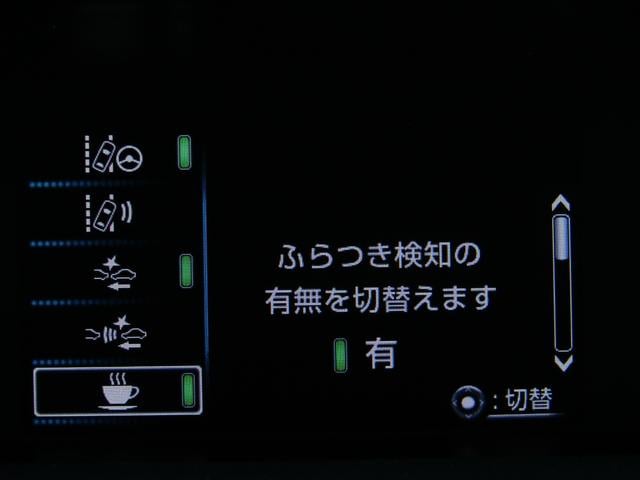 ふらつき検知の
有無を切替えます
有
:切替